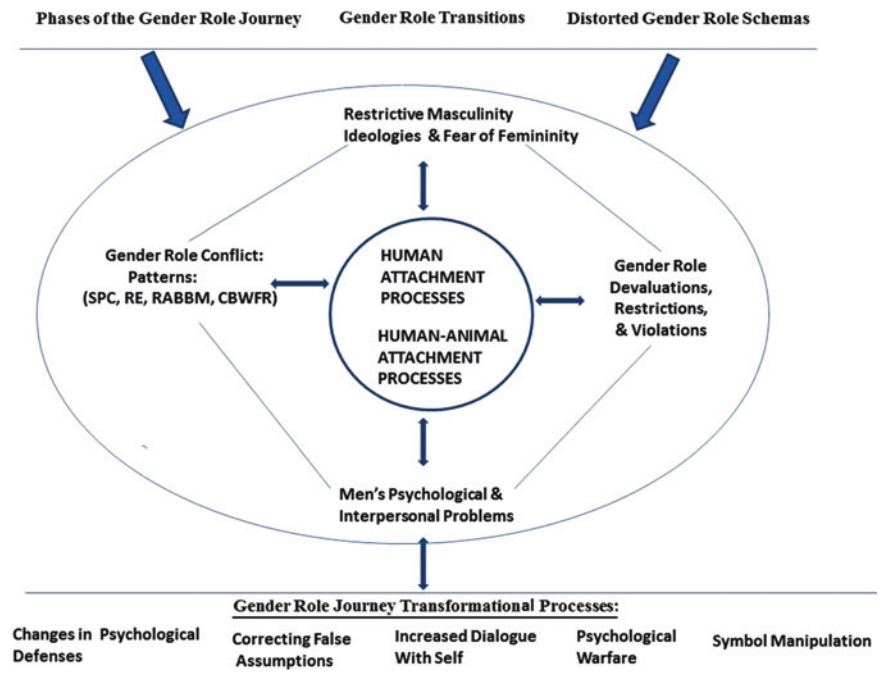 Phases of the Gender Role Journey
Gender Role Transitions
Distorted Gender Role Schemas
Restrictive Masculinity
Ideologies & Fear of Femininity
Gender Role Conflict:
Patterns:
(SPC, RE, RABBM, CBWFR)
HUMAN
ATTACHMENT
PROCESSES
HUMAN-ANIMAL
ATTACHMENT
PROCESSES
Gender Role
Devaluations,
Restrictions,
& Violations
Men's Psychological &
Interpersonal Problems
Gender Role Journey Transformational Processes:
Changes in Psychological
Defenses
Correcting False
Assumptions
Increased Dialogue
With Self
Psychological
Warfare
Symbol Manipulation